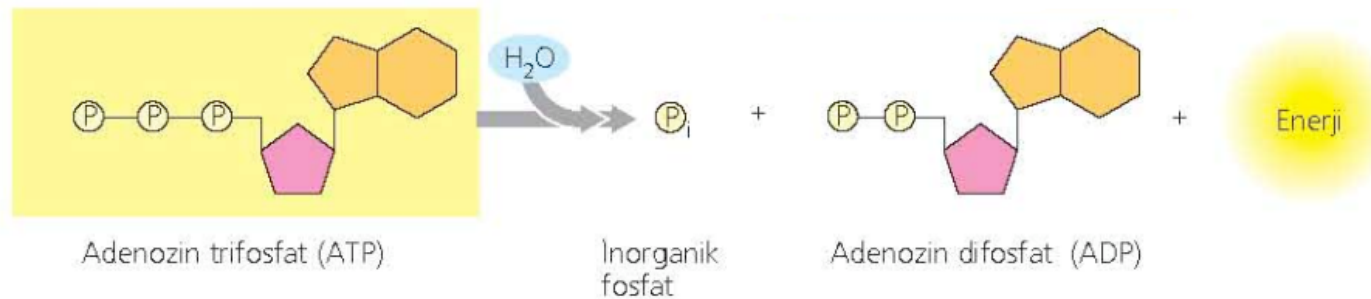 H₂O
P P P
Pᵢ
+
P P
+
Enerji
Adenozin trifosfat (ATP)
İnorganik
fosfat
Adenozin difosfat (ADP)